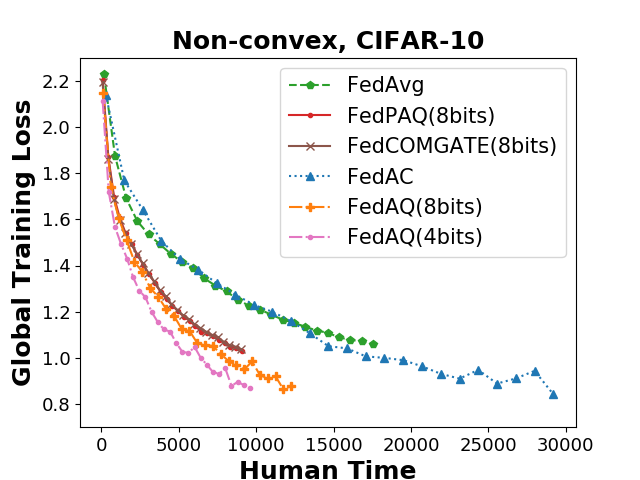 Non-convex, CIFAR-10
Global Training Loss
2.2
2.0
1.8
1.6
1.4
1.2
1.0
0.8
FedAvg
FedPAQ(8bits)
FedCOMGATE(8bits)
FedAC
FedAQ(8bits)
FedAQ(4bits)
0 5000 10000 15000 20000 25000 30000
Human Time